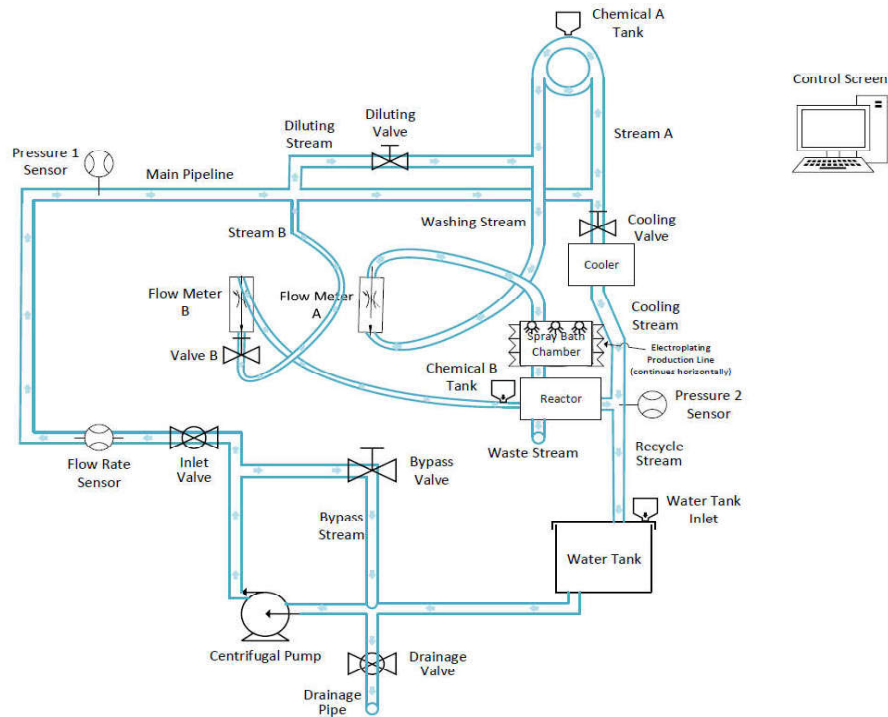 Chemical A
Tank
Control Screen
Diluting
Valve
Diluting
Stream
Stream A
Pressure 1
Sensor
Main Pipeline
Washing Stream
Cooling
Valve
Stream B
Cooler
Flow Meter
B
Flow Meter
A
Cooling
Stream
Spray Bath
Chamber
Electroplating
Production Line
(continues horizontally)
Valve B
Chemical B
Tank
Reactor
Pressure 2
Sensor
Waste Stream
Recycle
Stream
Flow Rate
Sensor
Inlet
Valve
Bypass
Valve
Bypass
Stream
Water Tank
Inlet
Water Tank
Centrifugal Pump
Drainage
Valve
Drainage
Pipe